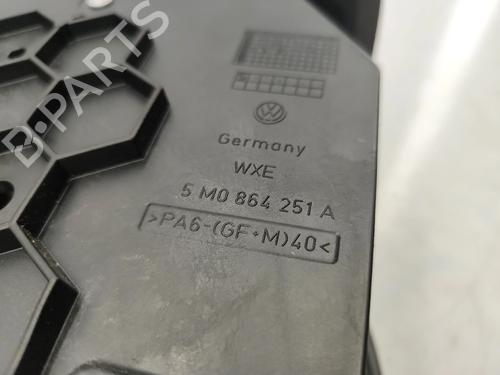 B-PARTS
Germany
WXE
5 M0 864 251 A
>PA6-(GF+M)40<